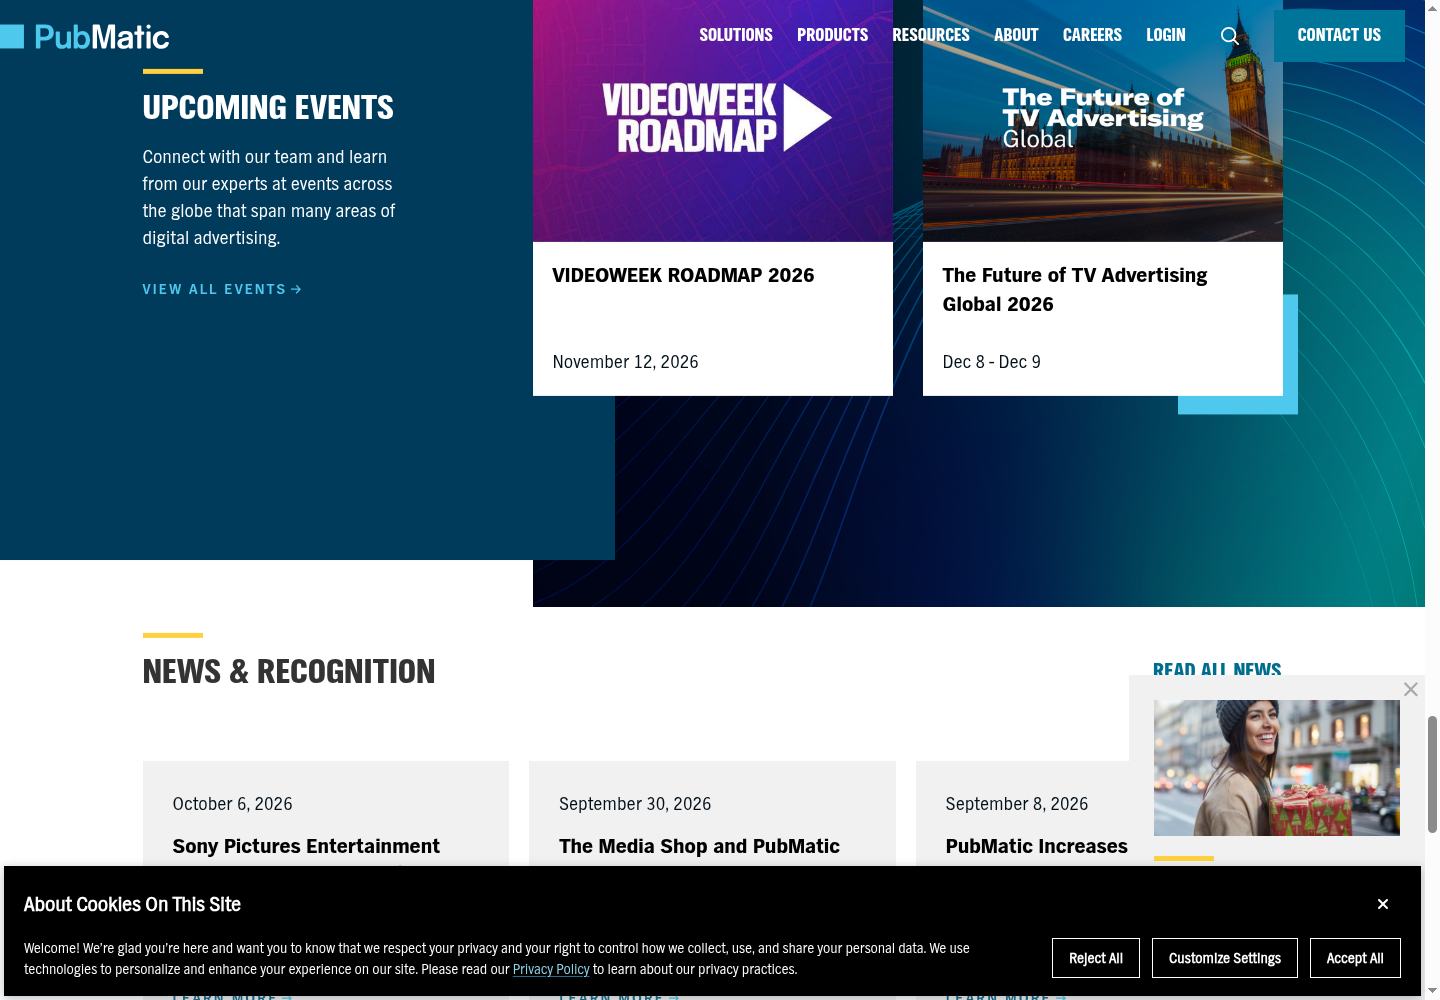 PubMatic
SOLUTIONS
PRODUCTS
RESOURCES
ABOUT
CAREERS
LOGIN
CONTACT US
UPCOMING EVENTS
Connect with our team and learn
from our experts at events across
the globe that span many areas of
digital advertising.
VIEW ALL EVENTS →
VIDEOWEEK
ROADMAP
VIDEOWEEK ROADMAP 2026
November 12, 2026
The Future of
TV Advertising
Global
The Future of TV Advertising
Global 2026
Dec 8 - Dec 9
NEWS & RECOGNITION
READ ALL NEWS
October 6, 2026
Sony Pictures Entertainment
September 30, 2026
The Media Shop and PubMatic
September 8, 2026
PubMatic Increases
About Cookies On This Site
Welcome! We're glad you're here and want you to know that we respect your privacy and your right to control how we collect, use, and share your personal data. We use
technologies to personalize and enhance your experience on our site. Please read our Privacy Policy to learn about our privacy practices.
Reject All
Customize Settings
Accept All
LEARN MORE →
LEARN MORE →
LEARN MORE →